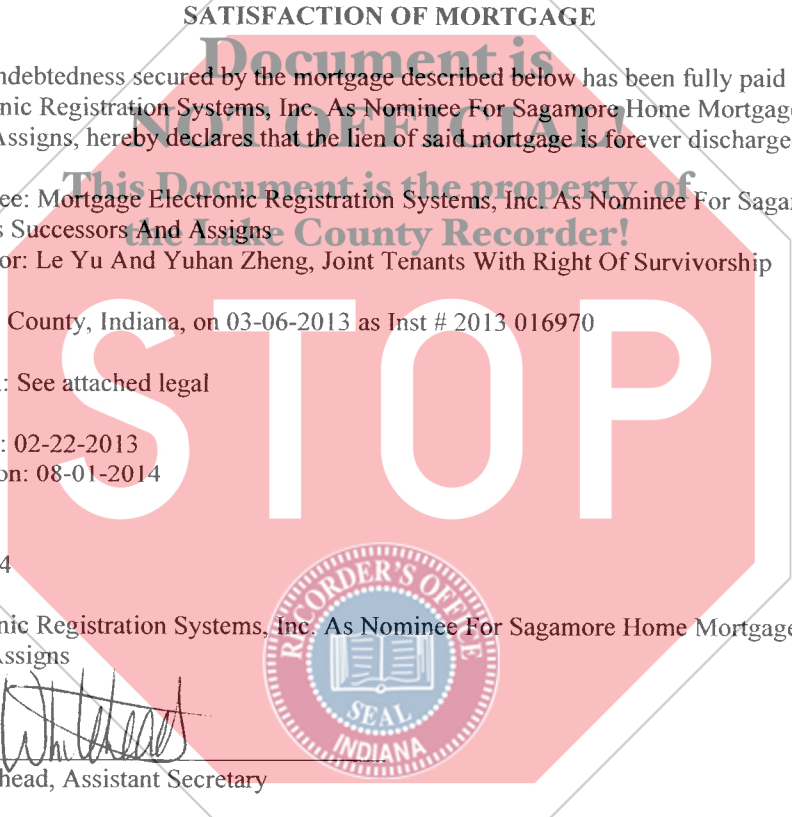 SATISFACTION OF MORTGAGE
Document is
ndebtedness secured by the mortgage described below has been fully paid
nic Registration Systems, Inc. As Nominee For Sagamore Home Mortgage
NOT OFFICIAL!
Assigns, hereby declares that the lien of said mortgage is forever discharge
This Document is the property of
ee: Mortgage Electronic Registration Systems, Inc. As Nominee For Sagar
s Successors And Assigns
the Lake County Recorder!
or: Le Yu And Yuhan Zheng, Joint Tenants With Right Of Survivorship
County, Indiana, on 03-06-2013 as Inst # 2013 016970
: See attached legal
: 02-22-2013
on: 08-01-2014
STOP
4
RECORDER'S OFFICE
SEAL
INDIANA
nic Registration Systems, Inc. As Nominee For Sagamore Home Mortgage
Assigns
Whitehead
head, Assistant Secretary